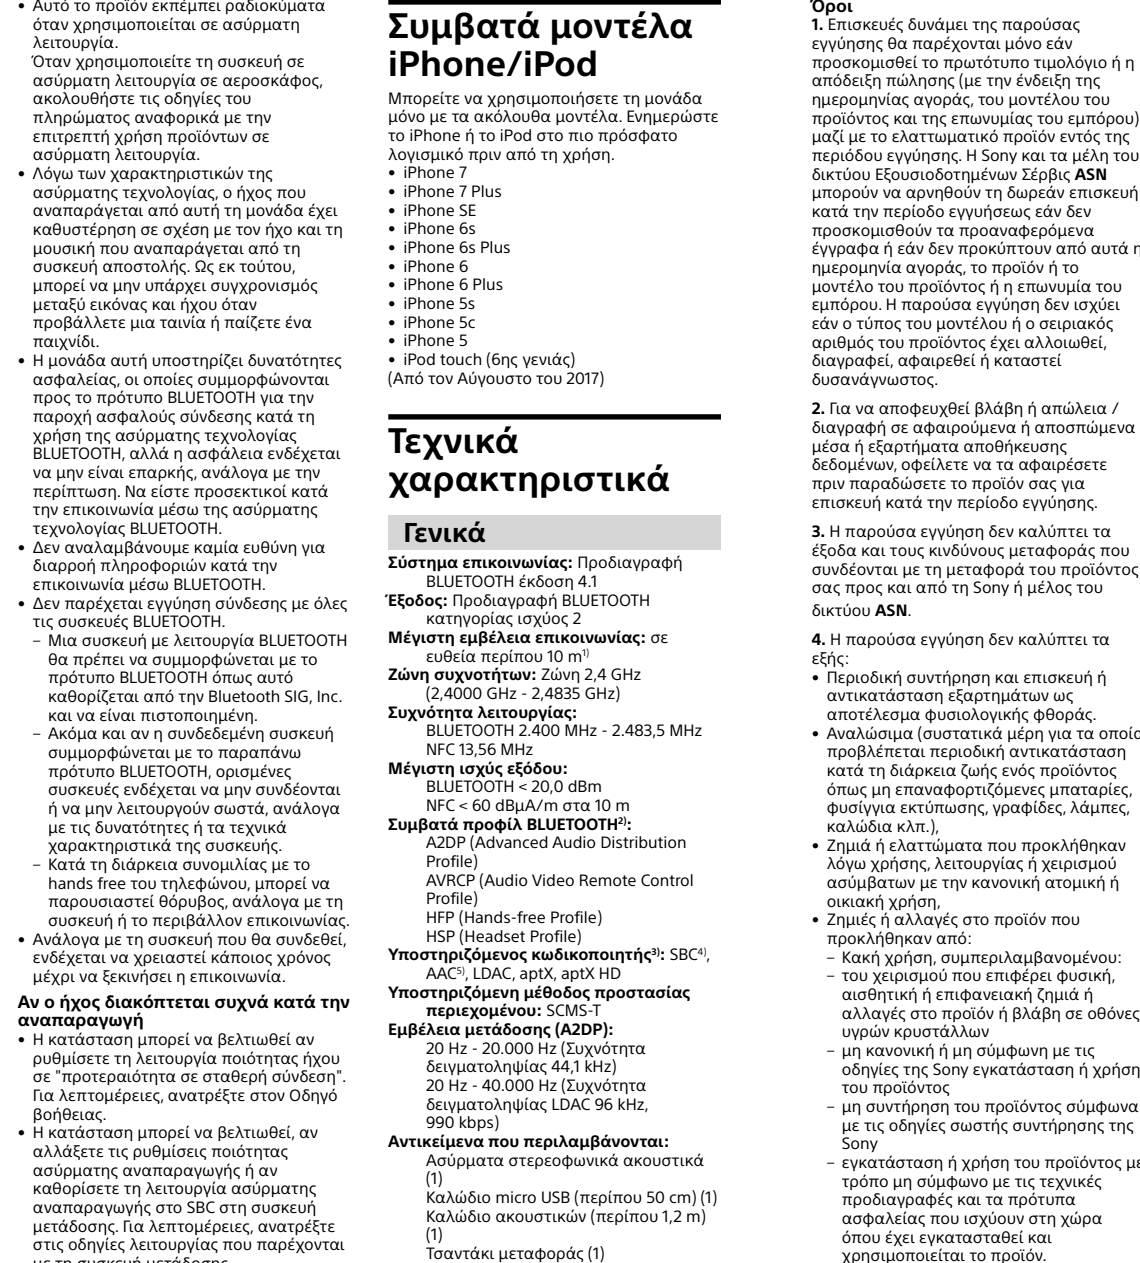 • Αυτό το προϊόν εκπέμπει ραδιοκύματα
όταν χρησιμοποιείται σε ασύρματη
λειτουργία.
Όταν χρησιμοποιείτε τη συσκευή σε
ασύρματη λειτουργία σε αεροσκάφος,
ακολουθήστε τις οδηγίες του
πληρώματος αναφορικά με την
επιτρεπτή χρήση προϊόντων σε
ασύρματη λειτουργία.
• Λόγω των χαρακτηριστικών της
ασύρματης τεχνολογίας, ο ήχος που
αναπαράγεται από αυτή τη μονάδα έχει
καθυστέρηση σε σχέση με τον ήχο και τη
μουσική που αναπαράγεται από τη
συσκευή αποστολής. Ως εκ τούτου,
μπορεί να μην υπάρχει συγχρονισμός
μεταξύ εικόνας και ήχου όταν
προβάλλετε μια ταινία ή παίζετε ένα
παιχνίδι.
• Η μονάδα αυτή υποστηρίζει δυνατότητες
ασφαλείας, οι οποίες συμμορφώνονται
προς το πρότυπο BLUETOOTH για την
παροχή ασφαλούς σύνδεσης κατά τη
χρήση της ασύρματης τεχνολογίας
BLUETOOTH, αλλά η ασφάλεια ενδέχεται
να μην είναι επαρκής, ανάλογα με την
περίπτωση. Να είστε προσεκτικοί κατά
την επικοινωνία μέσω της ασύρματης
τεχνολογίας BLUETOOTH.
• Δεν αναλαμβάνουμε καμία ευθύνη για
διαρροή πληροφοριών κατά την
επικοινωνία μέσω BLUETOOTH.
• Δεν παρέχεται εγγύηση σύνδεσης με όλες
τις συσκευές BLUETOOTH.
– Μια συσκευή με λειτουργία BLUETOOTH
θα πρέπει να συμμορφώνεται με το
πρότυπο BLUETOOTH όπως αυτό
καθορίζεται από την Bluetooth SIG, Inc.
και να είναι πιστοποιημένη.
– Ακόμα και αν η συνδεδεμένη συσκευή
συμμορφώνεται με το παραπάνω
πρότυπο BLUETOOTH, ορισμένες
συσκευές ενδέχεται να μην συνδέονται
ή να μην λειτουργούν σωστά, ανάλογα
με τις δυνατότητες ή τα τεχνικά
χαρακτηριστικά της συσκευής.
– Κατά τη διάρκεια συνομιλίας με το
hands free του τηλεφώνου, μπορεί να
παρουσιαστεί θόρυβος, ανάλογα με τη
συσκευή ή το περιβάλλον επικοινωνίας.
• Ανάλογα με τη συσκευή που θα συνδεθεί,
ενδέχεται να χρειαστεί κάποιος χρόνος
μέχρι να ξεκινήσει η επικοινωνία.
Αν ο ήχος διακόπτεται συχνά κατά την
αναπαραγωγή
• Η κατάσταση μπορεί να βελτιωθεί αν
ρυθμίσετε τη λειτουργία ποιότητας ήχου
σε "προτεραιότητα σε σταθερή σύνδεση".
Για λεπτομέρειες, ανατρέξτε στον Οδηγό
βοήθειας.
• Η κατάσταση μπορεί να βελτιωθεί, αν
αλλάξετε τις ρυθμίσεις ποιότητας
ασύρματης αναπαραγωγής ή αν
καθορίσετε τη λειτουργία ασύρματης
αναπαραγωγής στο SBC στη συσκευή
μετάδοσης. Για λεπτομέρειες, ανατρέξτε
στις οδηγίες λειτουργίας που παρέχονται
με τη συσκευή μετάδοσης.
Συμβατά μοντέλα
iPhone/iPod
Μπορείτε να χρησιμοποιήσετε τη μονάδα
μόνο με τα ακόλουθα μοντέλα. Ενημερώστε
το iPhone ή το iPod στο πιο πρόσφατο
λογισμικό πριν από τη χρήση.
• iPhone 7
• iPhone 7 Plus
• iPhone SE
• iPhone 6s
• iPhone 6s Plus
• iPhone 6
• iPhone 6 Plus
• iPhone 5s
• iPhone 5c
• iPhone 5
• iPod touch (6ης γενιάς)
(Από τον Αύγουστο του 2017)
Τεχνικά
χαρακτηριστικά
Γενικά
Σύστημα επικοινωνίας: Προδιαγραφή
BLUETOOTH έκδοση 4.1
Έξοδος: Προδιαγραφή BLUETOOTH
κατηγορίας ισχύος 2
Μέγιστη εμβέλεια επικοινωνίας: σε
ευθεία περίπου 10 m1)
Ζώνη συχνοτήτων: Ζώνη 2,4 GHz
(2,4000 GHz - 2,4835 GHz)
Συχνότητα λειτουργίας:
BLUETOOTH 2.400 MHz - 2.483,5 MHz
NFC 13,56 MHz
Μέγιστη ισχύς εξόδου:
BLUETOOTH < 20,0 dBm
NFC < 60 dBμA/m στα 10 m
Συμβατά προφίλ BLUETOOTH2):
A2DP (Advanced Audio Distribution
Profile)
AVRCP (Audio Video Remote Control
Profile)
HFP (Hands-free Profile)
HSP (Headset Profile)
Υποστηριζόμενος κωδικοποιητής3): SBC4),
AAC5), LDAC, aptX, aptX HD
Υποστηριζόμενη μέθοδος προστασίας
περιεχομένου: SCMS-T
Εμβέλεια μετάδοσης (A2DP):
20 Hz - 20.000 Hz (Συχνότητα
δειγματοληψίας 44,1 kHz)
20 Hz - 40.000 Hz (Συχνότητα
δειγματοληψίας LDAC 96 kHz,
990 kbps)
Αντικείμενα που περιλαμβάνονται:
Ασύρματα στερεοφωνικά ακουστικά
(1)
Καλώδιο micro USB (περίπου 50 cm) (1)
Καλώδιο ακουστικών (περίπου 1,2 m)
(1)
Τσαντάκι μεταφοράς (1)
Όροι
1. Επισκευές δυνάμει της παρούσας
εγγύησης θα παρέχονται μόνο εάν
προσκομισθεί το πρωτότυπο τιμολόγιο ή η
απόδειξη πώλησης (με την ένδειξη της
ημερομηνίας αγοράς, του μοντέλου του
προϊόντος και της επωνυμίας του εμπόρου)
μαζί με το ελαττωματικό προϊόν εντός της
περιόδου εγγύησης. Η Sony και τα μέλη του
δικτύου Εξουσιοδοτημένων Σέρβις ASN
μπορούν να αρνηθούν τη δωρεάν επισκευή
κατά την περίοδο εγγυήσεως εάν δεν
προσκομισθούν τα προαναφερόμενα
έγγραφα ή εάν δεν προκύπτουν από αυτά η
ημερομηνία αγοράς, το προϊόν ή το
μοντέλο του προϊόντος ή η επωνυμία του
εμπόρου. Η παρούσα εγγύηση δεν ισχύει
εάν ο τύπος του μοντέλου ή ο σειριακός
αριθμός του προϊόντος έχει αλλοιωθεί,
διαγραφεί, αφαιρεθεί ή καταστεί
δυσανάγνωστος.
2. Για να αποφευχθεί βλάβη ή απώλεια /
διαγραφή σε αφαιρούμενα ή αποσπώμενα
μέσα ή εξαρτήματα αποθήκευσης
δεδομένων, οφείλετε να τα αφαιρέσετε
πριν παραδώσετε το προϊόν σας για
επισκευή κατά την περίοδο εγγύησης.
3. Η παρούσα εγγύηση δεν καλύπτει τα
έξοδα και τους κινδύνους μεταφοράς που
συνδέονται με τη μεταφορά του προϊόντος
σας προς και από τη Sony ή μέλος του
δικτύου ASN.
4. Η παρούσα εγγύηση δεν καλύπτει τα
εξής:
• Περιοδική συντήρηση και επισκευή ή
αντικατάσταση εξαρτημάτων ως
αποτέλεσμα φυσιολογικής φθοράς.
• Αναλώσιμα (συστατικά μέρη για τα οποία
προβλέπεται περιοδική αντικατάσταση
κατά τη διάρκεια ζωής ενός προϊόντος
όπως μη επαναφορτιζόμενες μπαταρίες,
φυσίγγια εκτύπωσης, γραφίδες, λάμπες,
καλώδια κλπ.),
• Ζημιά ή ελαττώματα που προκλήθηκαν
λόγω χρήσης, λειτουργίας ή χειρισμού
ασύμβατων με την κανονική ατομική ή
οικιακή χρήση,
• Ζημιές ή αλλαγές στο προϊόν που
προκλήθηκαν από:
– Κακή χρήση, συμπεριλαμβανομένου:
– του χειρισμού που επιφέρει φυσική,
αισθητική ή επιφανειακή ζημιά ή
αλλαγές στο προϊόν ή βλάβη σε οθόνες
υγρών κρυστάλλων
– μη κανονική ή μη σύμφωνη με τις
οδηγίες της Sony εγκατάσταση ή χρήση
του προϊόντος
– μη συντήρηση του προϊόντος σύμφωνα
με τις οδηγίες σωστής συντήρησης της
Sony
– εγκατάσταση ή χρήση του προϊόντος με
τρόπο μη σύμφωνο με τις τεχνικές
προδιαγραφές και τα πρότυπα
ασφαλείας που ισχύουν στη χώρα
όπου έχει εγκατασταθεί και
χρησιμοποιείται το προϊόν.